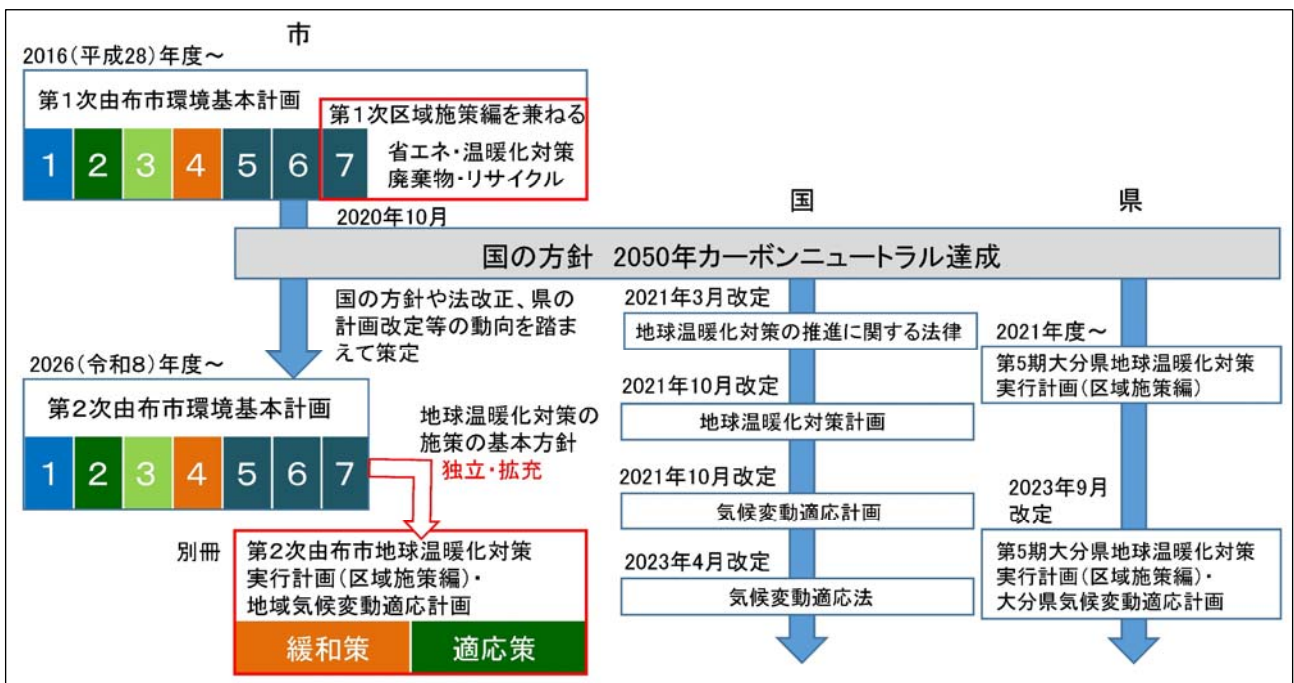 市
2016(平成28)年度～
第1次由布市環境基本計画
第1次区域施策編を兼ねる
1 2 3 4 5 6 7
省エネ・温暖化対策
廃棄物・リサイクル
国
県
2020年10月
国の方針 2050年カーボンニュートラル達成
国の方針や法改正、県の
計画改定等の動向を踏ま
えて策定
2026(令和8)年度～
第2次由布市環境基本計画
1 2 3 4 5 6 7
地球温暖化対策の
施策の基本方針
独立・拡充
別冊
第2次由布市地球温暖化対策
実行計画(区域施策編)・
地域気候変動適応計画
緩和策
適応策
2021年3月改定
地球温暖化対策の推進に関する法律
2021年10月改定
地球温暖化対策計画
2021年10月改定
気候変動適応計画
2023年4月改定
気候変動適応法
2021年度～
第5期大分県地球温暖化対策
実行計画(区域施策編)
2023年9月
改定
第5期大分県地球温暖化対策
実行計画(区域施策編)・
大分県気候変動適応計画